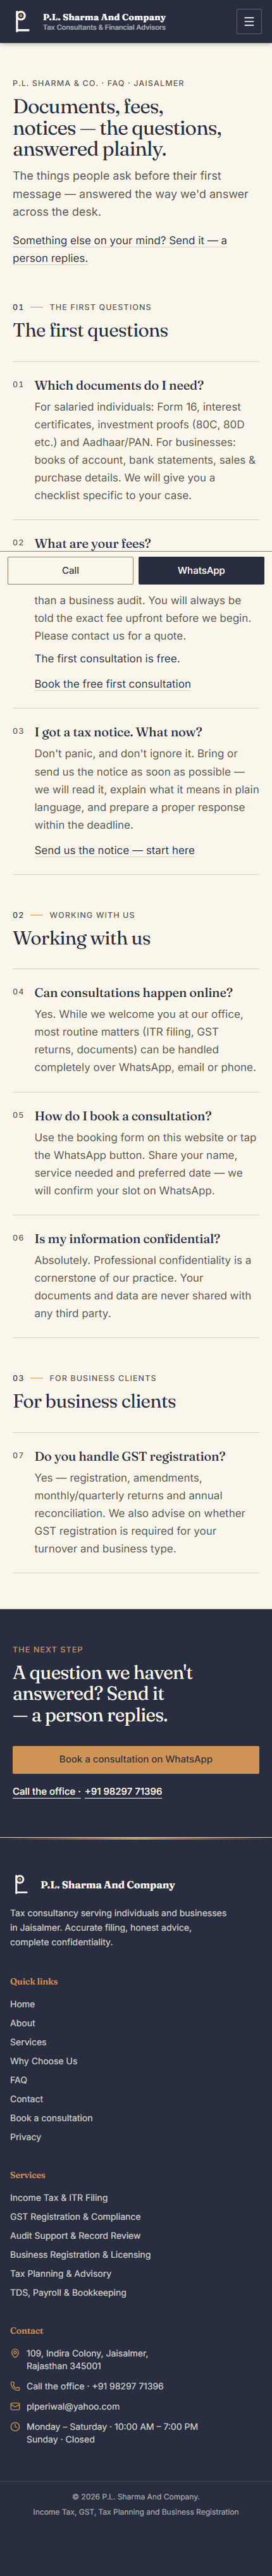 P.L. Sharma And Company
Tax Consultants & Financial Advisors
P.L. SHARMA & CO. · FAQ · JAISALMER
Documents, fees,
notices — the questions,
answered plainly.
The things people ask before their first
message — answered the way we'd answer
across the desk.
Something else on your mind? Send it — a
person replies.
01 — THE FIRST QUESTIONS
The first questions
01 Which documents do I need?
For salaried individuals: Form 16, interest
certificates, investment proofs (80C, 80D
etc.) and Aadhaar/PAN. For businesses:
books of account, bank statements, sales &
purchase details. We will give you a
checklist specific to your case.
02 What are your fees?
Call WhatsApp
than a business audit. You will always be
told the exact fee upfront before we begin.
Please contact us for a quote.
The first consultation is free.
Book the free first consultation
03 I got a tax notice. What now?
Don't panic, and don't ignore it. Bring or
send us the notice as soon as possible —
we will read it, explain what it means in plain
language, and prepare a proper response
within the deadline.
Send us the notice — start here
02 — WORKING WITH US
Working with us
04 Can consultations happen online?
Yes. While we welcome you at our office,
most routine matters (ITR filing, GST
returns, documents) can be handled
completely over WhatsApp, email or phone.
05 How do I book a consultation?
Use the booking form on this website or tap
the WhatsApp button. Share your name,
service needed and preferred date — we
will confirm your slot on WhatsApp.
06 Is my information confidential?
Absolutely. Professional confidentiality is a
cornerstone of our practice. Your
documents and data are never shared with
any third party.
03 — FOR BUSINESS CLIENTS
For business clients
07 Do you handle GST registration?
Yes — registration, amendments,
monthly/quarterly returns and annual
reconciliation. We also advise on whether
GST registration is required for your
turnover and business type.
THE NEXT STEP
A question we haven't
answered? Send it
— a person replies.
Book a consultation on WhatsApp
Call the office · +91 98297 71396
P.L. Sharma And Company
Tax consultancy serving individuals and businesses
in Jaisalmer. Accurate filing, honest advice,
complete confidentiality.
Quick links
Home
About
Services
Why Choose Us
FAQ
Contact
Book a consultation
Privacy
Services
Income Tax & ITR Filing
GST Registration & Compliance
Audit Support & Record Review
Business Registration & Licensing
Tax Planning & Advisory
TDS, Payroll & Bookkeeping
Contact
109, Indira Colony, Jaisalmer,
Rajasthan 345001
Call the office · +91 98297 71396
plperiwal@yahoo.com
Monday – Saturday · 10:00 AM – 7:00 PM
Sunday · Closed
© 2026 P.L. Sharma And Company.
Income Tax, GST, Tax Planning and Business Registration